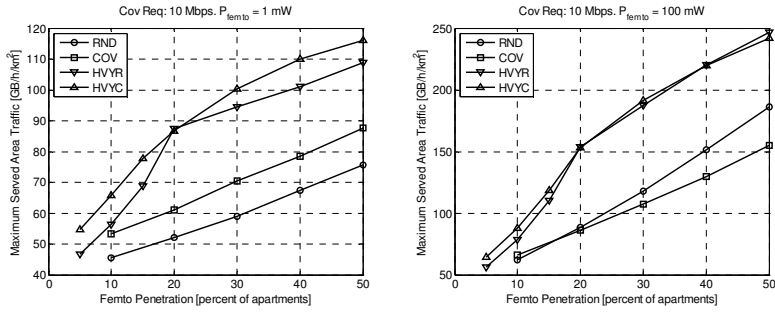 Cov Req: 10 Mbps. P_femto = 1 mW
120
110
100
90
80
70
60
50
40
Maximum Served Area Traffic [GB/h/km²]
RND
COV
HVYR
HVYC
0 10 20 30 40 50
Femto Penetration [percent of apartments]
Cov Req: 10 Mbps. P_femto = 100 mW
250
200
150
100
50
Maximum Served Area Traffic [GB/h/km²]
RND
COV
HVYR
HVYC
0 10 20 30 40 50
Femto Penetration [percent of apartments]